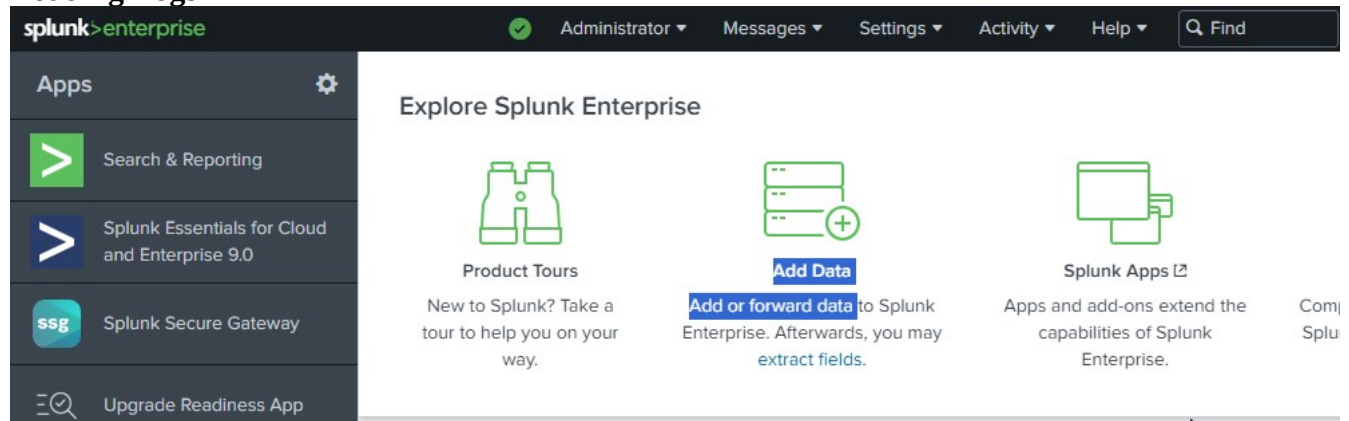 splunk>enterprise
Administrator
Messages
Settings
Activity
Help
Find
Apps
Search & Reporting
Splunk Essentials for Cloud
and Enterprise 9.0
ssg
Splunk Secure Gateway
Upgrade Readiness App
Explore Splunk Enterprise
Product Tours
New to Splunk? Take a
tour to help you on your
way.
Add Data
Add or forward data to Splunk
Enterprise. Afterwards, you may
extract fields.
Splunk Apps
Apps and add-ons extend the
capabilities of Splunk
Enterprise.